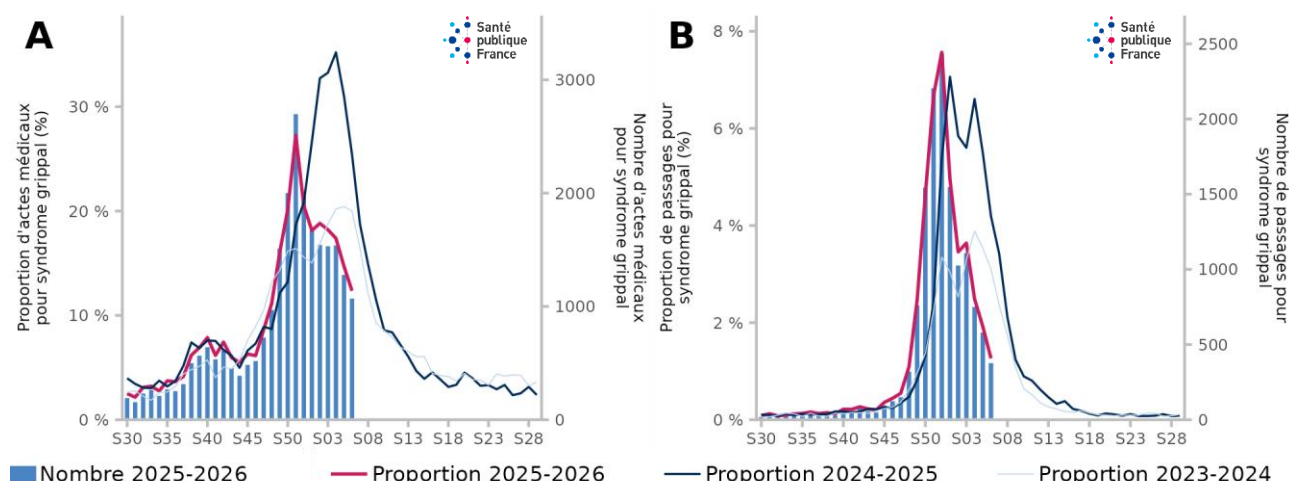 A
Santé
publique
France
Proportion d'actes médicaux
pour syndrome grippal (%)
30 %
20 %
10 %
0 %
3000
2000
1000
0
Nombre d'actes médicaux
pour syndrome grippal
S30 S35 S40 S45 S50 S03 S08 S13 S18 S23 S28
B
Santé
publique
France
Proportion de passages pour
syndrome grippal (%)
8 %
6 %
4 %
2 %
0 %
2500
2000
1500
1000
500
0
Nombre de passages pour
syndrome grippal
S30 S35 S40 S45 S50 S03 S08 S13 S18 S23 S28
Nombre 2025-2026 Proportion 2025-2026 Proportion 2024-2025 Proportion 2023-2024